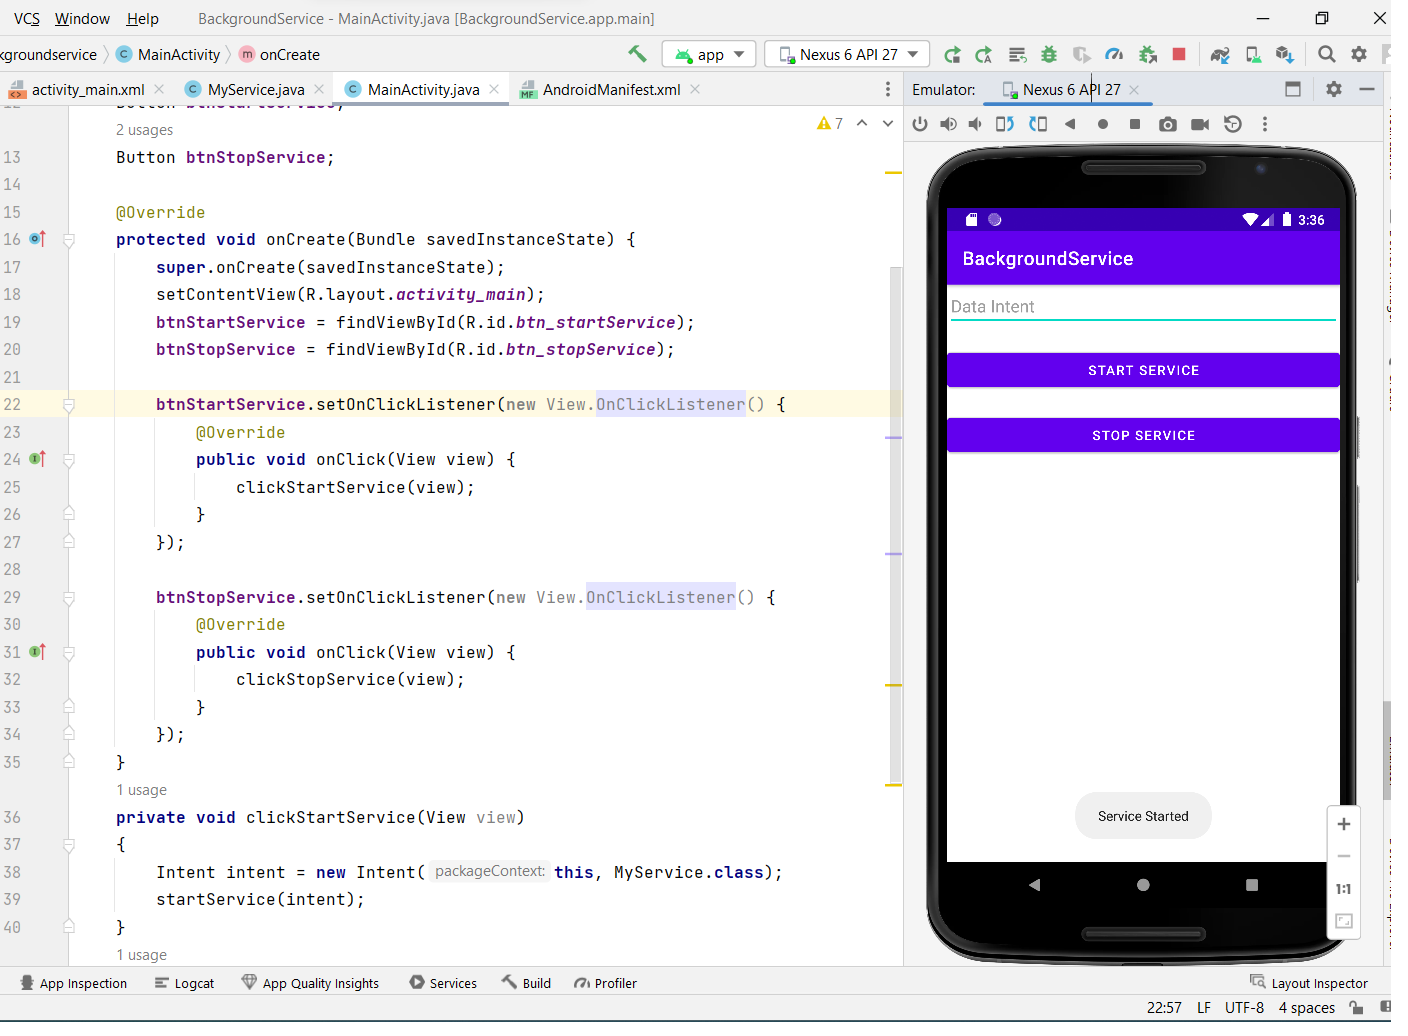 VCS Window Help BackgroundService - MainActivity.java [BackgroundService.app.main]
kgroundservice MainActivity onCreate app Nexus 6 API 27
activity_main.xml MyService.java MainActivity.java AndroidManifest.xml
Emulator: Nexus 6 API 27
2 usages
7
13 Button btnStopService;
14
15 @Override
16 protected void onCreate(Bundle savedInstanceState) {
17 super.onCreate(savedInstanceState);
18 setContentView(R.layout.activity_main);
19 btnStartService = findViewById(R.id.btn_startService);
20 btnStopService = findViewById(R.id.btn_stopService);
21
22 btnStartService.setOnClickListener(new View.OnClickListener() {
23 @Override
24 public void onClick(View view) {
25 clickStartService(view);
26 }
27 });
28
29 btnStopService.setOnClickListener(new View.OnClickListener() {
30 @Override
31 public void onClick(View view) {
32 clickStopService(view);
33 }
34 });
35 }
1 usage
36 private void clickStartService(View view)
37 {
38 Intent intent = new Intent( packageContext: this, MyService.class);
39 startService(intent);
40 }
1 usage
3:36
BackgroundService
Data Intent
START SERVICE
STOP SERVICE
Service Started
1:1
App Inspection Logcat App Quality Insights Services Build Profiler Layout Inspector
22:57 LF UTF-8 4 spaces